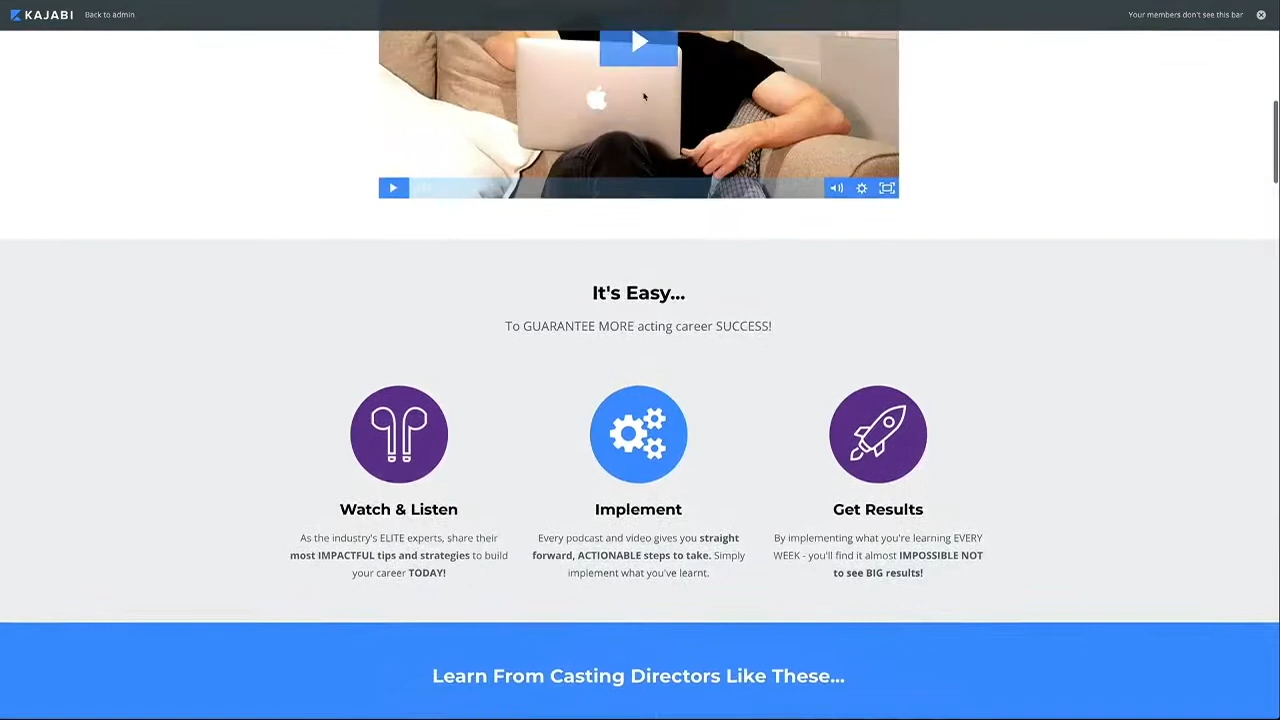 KAJABI Back to admin Your members don't see this bar
It's Easy...
To GUARANTEE MORE acting career SUCCESS!
Watch & Listen
As the industry's ELITE experts, share their
most IMPACTFUL tips and strategies to build
your career TODAY!
Implement
Every podcast and video gives you straight
forward, ACTIONABLE steps to take. Simply
implement what you've learnt.
Get Results
By implementing what you're learning EVERY
WEEK - you'll find it almost IMPOSSIBLE NOT
to see BIG results!
Learn From Casting Directors Like These...